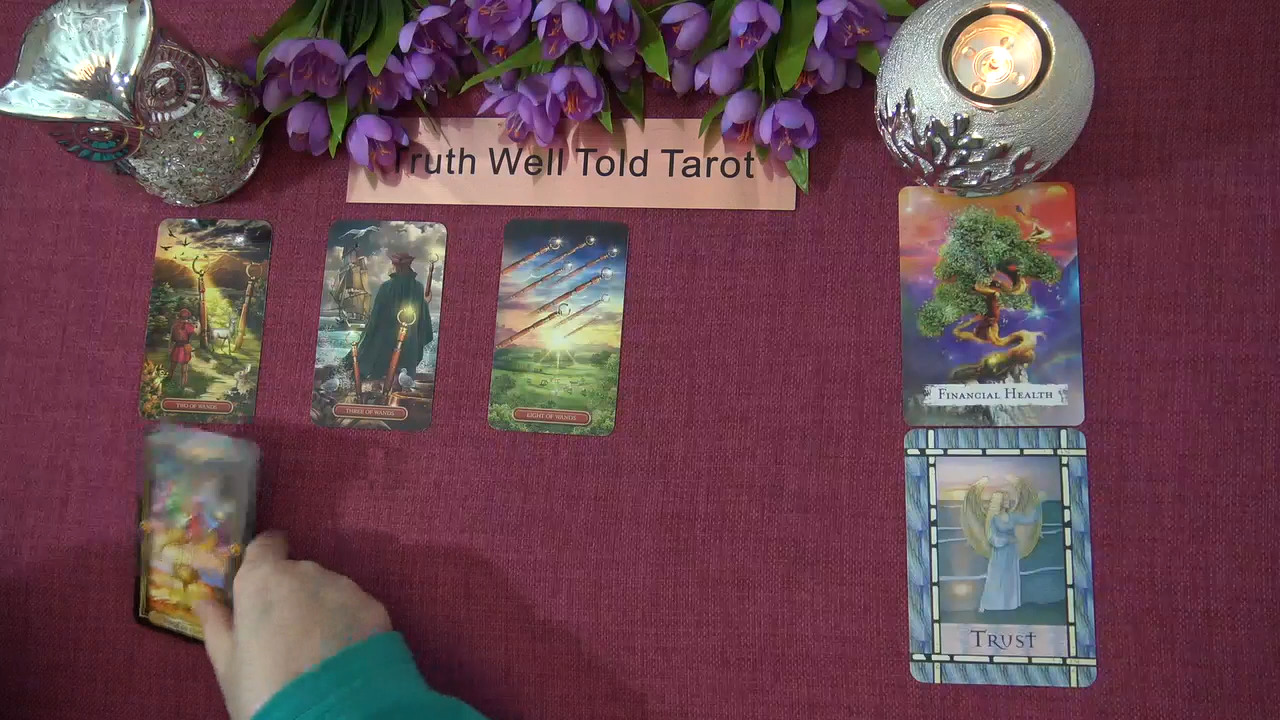 Truth Well Told Tarot
TWO OF WANDS
THREE OF WANDS
EIGHT OF WANDS
FINANCIAL HEALTH
TRUST